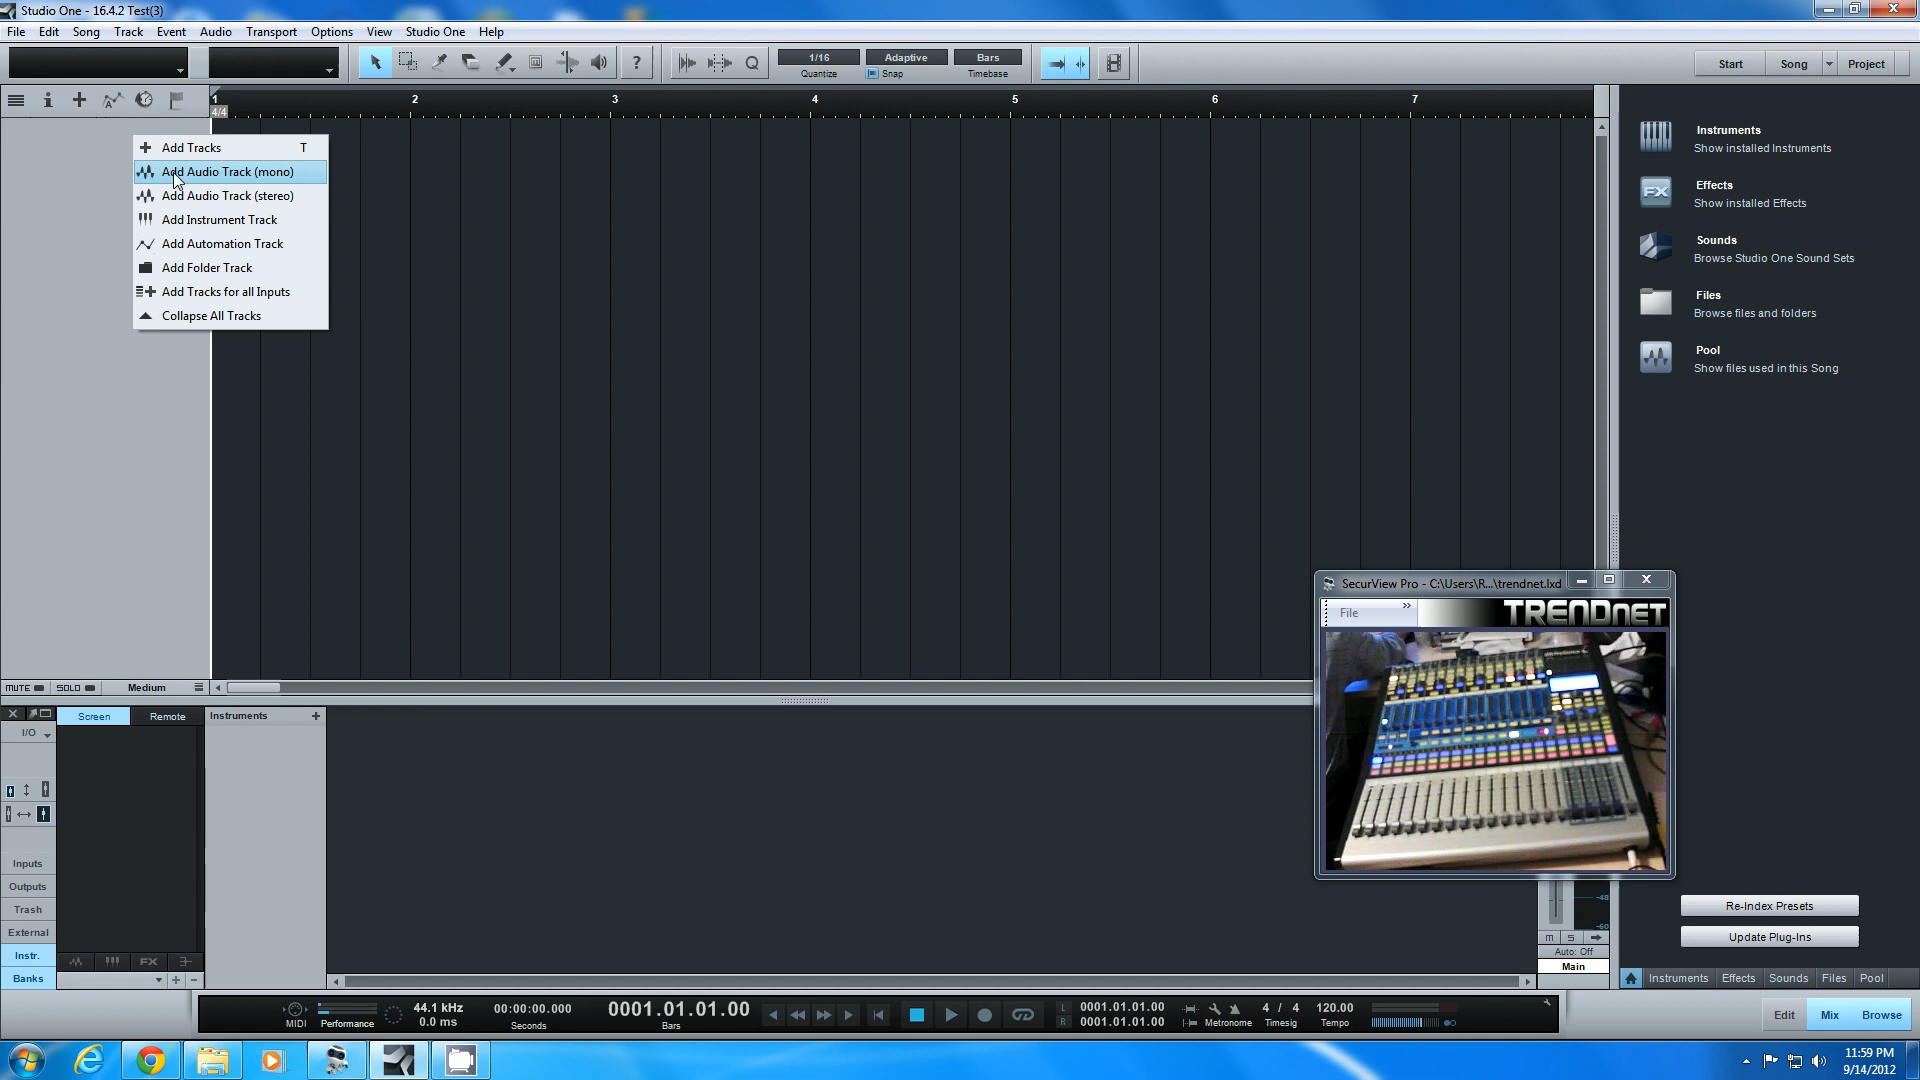 Studio One - 16.4.2 Test(3)
File Edit Song Track Event Audio Transport Options View Studio One Help
1/16 Adaptive Bars
Quantize Snap Timebase
?
Start Song Project
1 2 3 4 5 6 7
4/4
Add Tracks T
Add Audio Track (mono)
Add Audio Track (stereo)
Add Instrument Track
Add Automation Track
Add Folder Track
Add Tracks for all Inputs
Collapse All Tracks
Instruments
Show installed Instruments
FX
Effects
Show installed Effects
Sounds
Browse Studio One Sound Sets
Files
Browse files and folders
Pool
Show files used in this Song
SecurView Pro - C:\Users\R...\trendnet.lxd
File »
TRENDNET
MUTE SOLO Medium
Screen Remote Instruments +
I/O
Inputs
Outputs
Trash
External
Instr.
Banks
FX
-48
-60
m S
Auto: Off
Main
Re-Index Presets
Update Plug-Ins
Instruments Effects Sounds Files Pool
MIDI
Performance
44.1 kHz
0.0 ms
00:00:00.000
Seconds
0001.01.01.00
Bars
L 0001.01.01.00
R 0001.01.01.00
Metronome
4 / 4
Timesig
120.00
Tempo
Edit Mix Browse
11:59 PM
9/14/2012